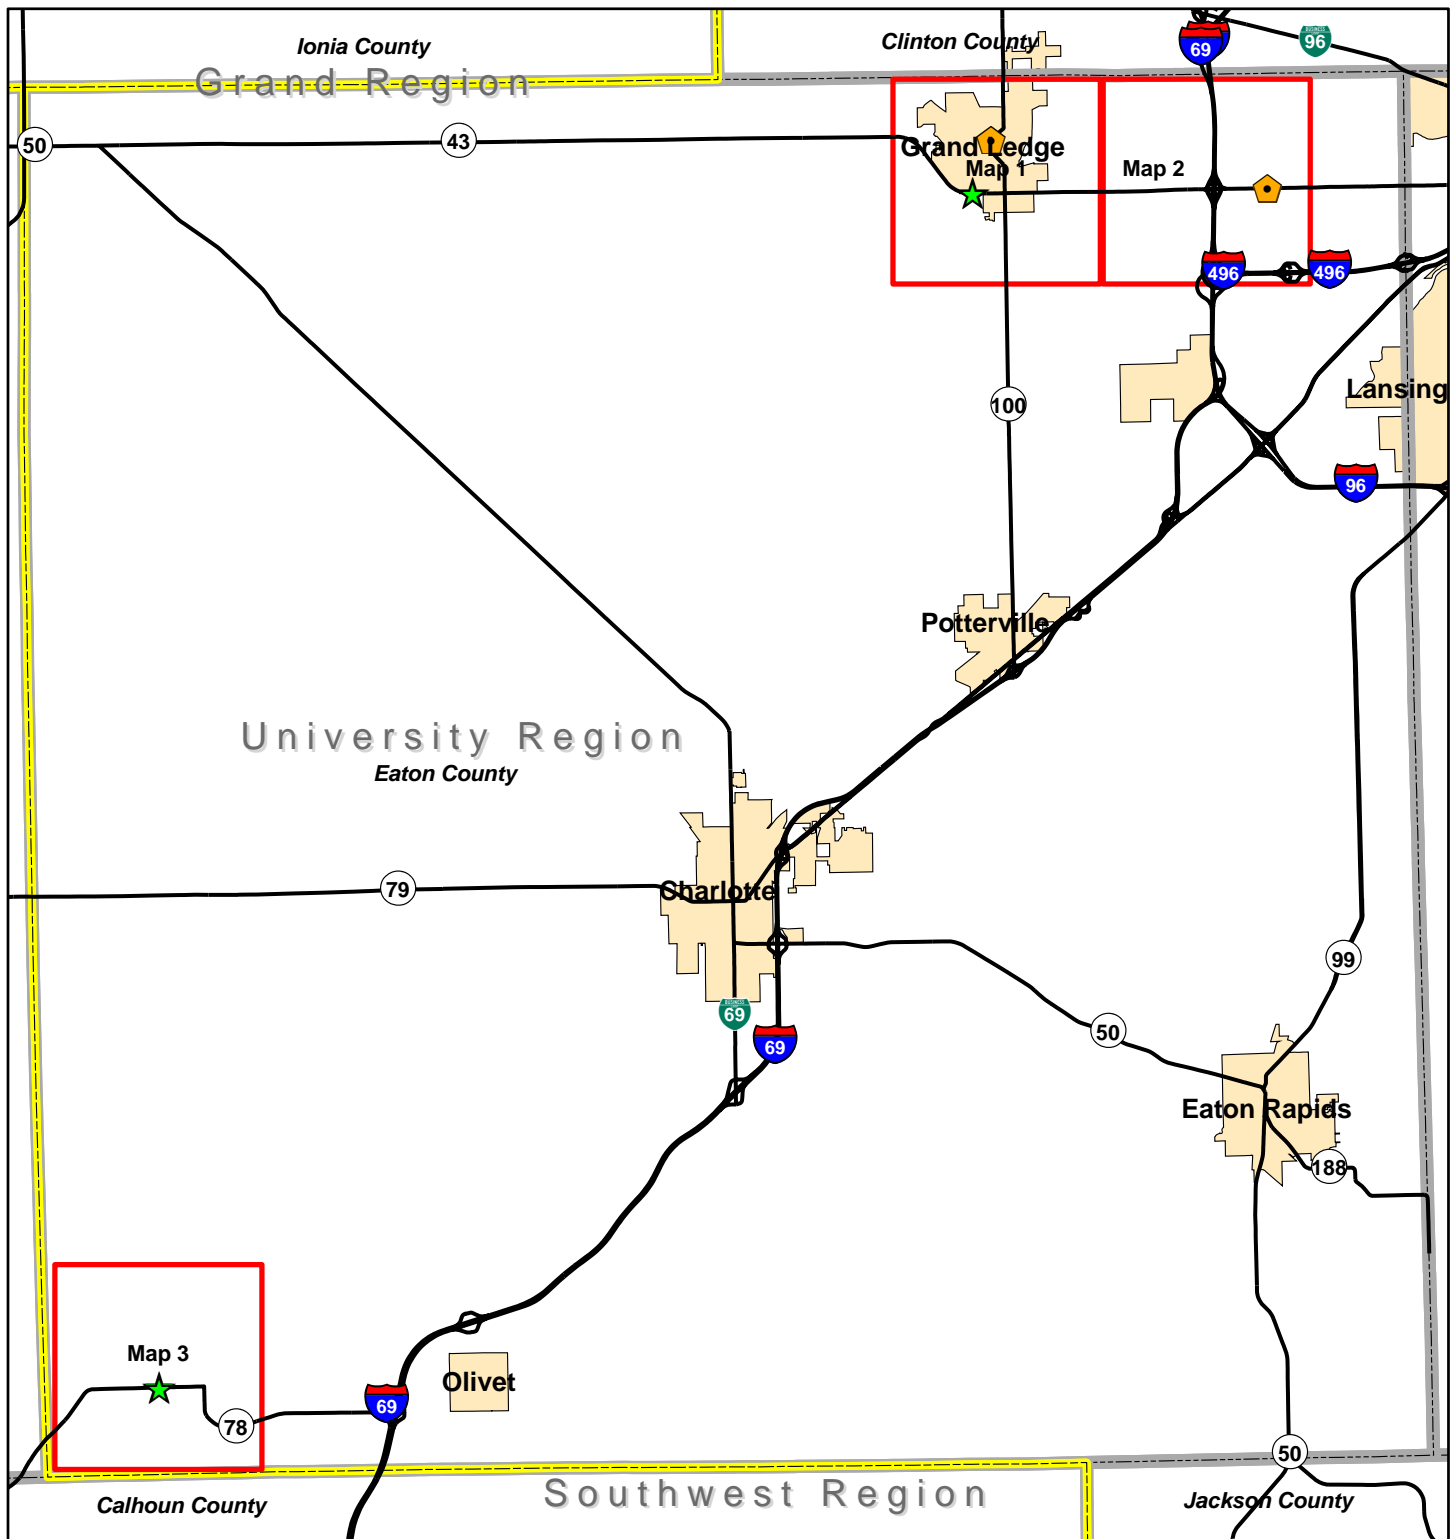 Ionia County
Clinton County
69
BUSINESS
96
Grand Region
50
43
Grand Ledge
Map 1
Map 2
496
496
100
Lansing
96
Potterville
University Region
Eaton County
79
Charlotte
99
BUSINESS
69
69
50
Eaton Rapids
188
Map 3
Olivet
69
78
50
Southwest Region
Calhoun County
Jackson County